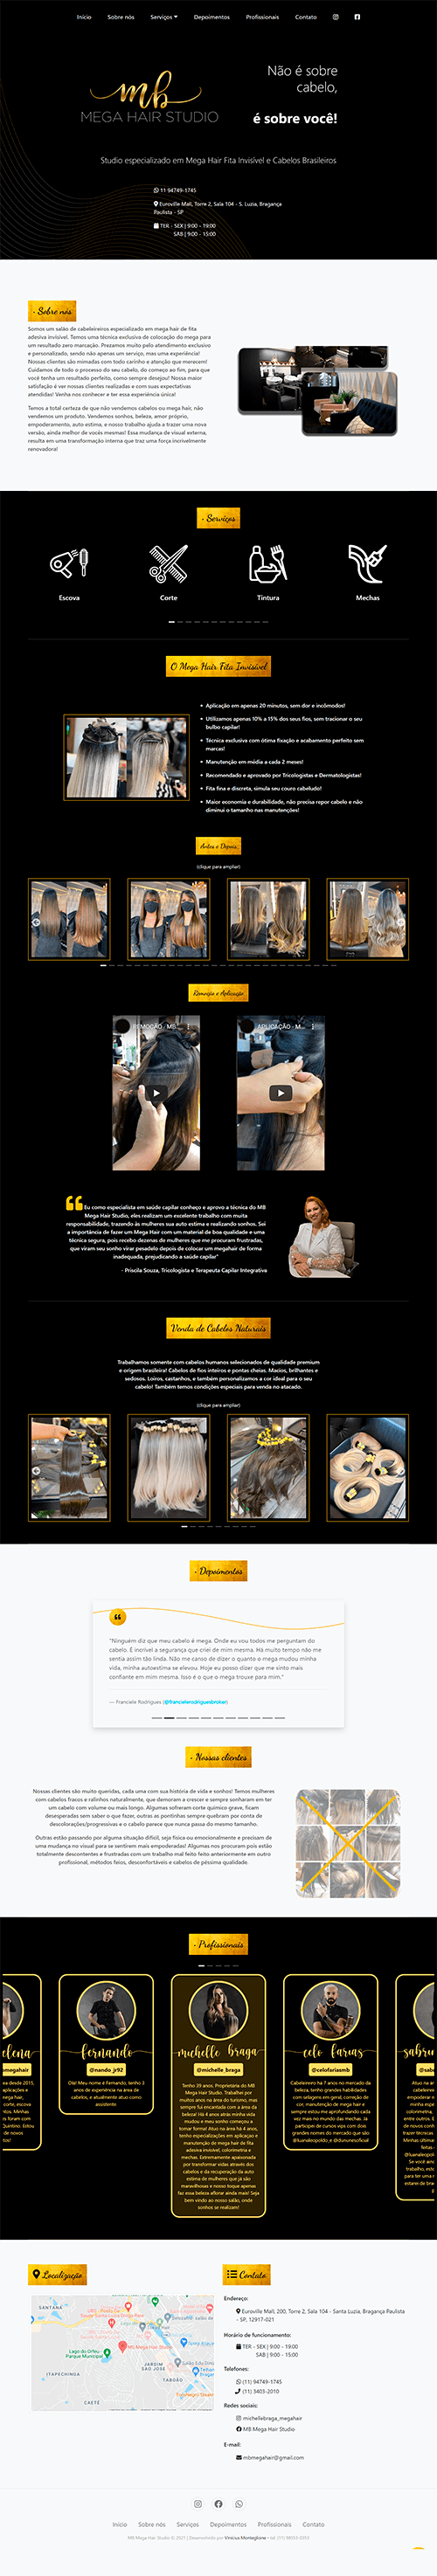 Início Sobre nós Serviços Depoimentos Profissionais Contato
mb
MEGA HAIR STUDIO
Não é sobre
cabelo,
é sobre você!
Studio especializado em Mega Hair Fita Invisível e Cabelos Brasileiros
11 94749-1745
Euroville Mall, Torre 2, Sala 104 - S. Luzia, Bragança
Paulista - SP
TER. - SEX | 9:00 - 19:00
SAB | 9:00 - 15:00
• Sobre nós
Somos um salão de cabeleireiros especializado em mega hair de fita
adesiva invisível. Temos uma técnica exclusiva de colocação do mega para
um resultado zero marcação. Prezamos muito pelo atendimento exclusivo
e personalizado, sendo não apenas um serviço, mas uma experiência!
Nossas clientes são mimadas com todo carinho e atenção que merecem!
Cuidamos de todo o processo do seu cabelo, do começo ao fim, para que
você tenha um resultado perfeito, como sempre desejou! Nossa maior
satisfação é ver nossas clientes realizadas e com suas expectativas
atendidas! Venha nos conhecer e ter essa experiência única!
Temos a total certeza de que não vendemos cabelos ou mega hair, não
vendemos um produto. Vendemos sonhos, beleza, amor próprio,
empoderamento, auto estima, e nosso trabalho ajuda a trazer uma nova
versão, ainda melhor de vocês mesmas! Essa mudança de visual externa,
resulta em uma transformação interna que traz uma força incrivelmente
renovadora!
• Serviços
Escova Corte Tintura Mechas
O Mega Hair Fita Invisível
• Aplicação em apenas 20 minutos, sem dor e incômodos!
• Utilizamos apenas 10% a 15% dos seus fios, sem tracionar o seu
bulbo capilar!
• Técnica exclusiva com ótima fixação e acabamento perfeito sem
marcas!
• Manutenção em média a cada 2 meses!
• Recomendado e aprovado por Tricologistas e Dermatologistas!
• Fita fina e discreta, simula seu couro cabeludo!
• Maior economia e durabilidade, não precisa repor cabelo e não
diminui o tamanho nas manutenções!
Antes e Depois
(clique para ampliar)
Remoção e Aplicação
REMOÇÃO - MB...
APLICAÇÃO - M...
Eu como especialista em saúde capilar conheço e aprovo a técnica do MB
Mega Hair Studio, eles realizam um excelente trabalho com muita
responsabilidade, trazendo às mulheres sua auto estima e realizando sonhos. Sei
a importância de fazer um Mega Hair com um material de boa qualidade e uma
técnica segura, pois recebo dezenas de mulheres que me procuram frustradas,
que viram seu sonho virar pesadelo depois de colocar um megahair de forma
inadequada, prejudicando a saúde capilar"
- Priscila Souza, Tricologista e Terapeuta Capilar Integrativa
Venda de Cabelos Naturais
Trabalhamos somente com cabelos humanos selecionados de qualidade premium
e origem brasileira! Cabelos de fios inteiros e pontas cheias. Macios, brilhantes e
sedosos. Loiros, castanhos, e também personalizamos a cor ideal para o seu
cabelo! Também temos condições especiais para venda no atacado.
(clique para ampliar)
• Depoimentos
"Ninguém diz que meu cabelo é mega. Onde eu vou todos me perguntam do
cabelo. É incrível a segurança que criei de mim mesma. Há muito tempo não me
sentia assim tão linda. Não me canso de dizer o quanto o mega mudou minha
vida, minha autoestima se elevou. Hoje eu posso dizer que me sinto mais
confiante em mim mesma. Isso é o que o mega trouxe para mim."
— Franciele Rodrigues (@francielerodriguesbroker)
• Nossas clientes
Nossas clientes são muito queridas, cada uma com sua história de vida e sonhos! Temos mulheres
com cabelos fracos e ralinhos naturalmente, que demoram a crescer e sempre sonharam em ter
um cabelo com volume ou mais longo. Algumas sofreram corte químico grave, ficam
desesperadas sem saber o que fazer, outras as pontinhas sempre quebram por conta de
descolorações/progressivas e o cabelo parece que nunca passa do mesmo tamanho.
Outras estão passando por alguma situação difícil, seja física ou emocionalmente e precisam de
uma mudança no visual para se sentirem mais empoderadas! Algumas nos procuram pois estão
totalmente descontentes e frustradas com um trabalho mal feito feito anteriormente em outro
profissional, métodos feios, desconfortáveis e cabelos de péssima qualidade.
• Profissionais
fernando
@nando_jr92
Olá! Meu nome é Fernando, tenho 3
anos de experiência na área de
cabelos, e atualmente atuo como
assistente
michelle braga
@michelle_braga
Tenho 39 anos. Proprietária do MB
Mega Hair Studio. Trabalhei por
muitos anos na área do turismo, mas
sempre fui encantada com a área da
beleza! Há 4 anos atrás minha vida
mudou e meu sonho começou a
tomar forma! Atuo na área há 4 anos,
tenho especializações em aplicação e
manutenção de mega hair de fita
adesiva invisível, colorimetria e
mechas. Extremamente apaixonada
por transformar vidas através dos
cabelos e da recuperação da auto
estima de mulheres que já são
maravilhosas e nosso toque apenas
faz essa beleza aflorar ainda mais! Seja
bem vindo ao nosso salão, onde
sonhos se realizam!
celo farias
@celofariasmb
Cabeleireiro há 7 anos no mercado da
beleza, tenho grandes habilidades
com cortagens olímpicas, correção de
cor, manutenção de mega hair e
sempre estou me aprofundando cada
vez mais no mundo das mechas. Já
participei de cursos vip com dois
grandes nomes do mercado que são
@luanaleopoldo_e @dununesoficial
Localização
Contato
Endereço:
Euroville Mall, 200, Torre 2, Sala 104 - Santa Luzia, Bragança Paulista
- SP, 12917-021
Horário de funcionamento:
TER - SEX | 9:00 - 19:00
SAB | 9:00 - 15:00
Telefones:
(11) 94749-1745
(11) 3403-2010
Redes sociais:
michellebraga_megahair
MB Mega Hair Studio
E-mail:
mbmegahair@gmail.com
SANTANA
MB Mega Hair Studio
Lago do Orfeu
Parque Municipal
JARDIM
SÃO JOSÉ
ITAPECHINGA
TABOÃO
CAETÉ
Início Sobre nós Serviços Depoimentos Profissionais Contato